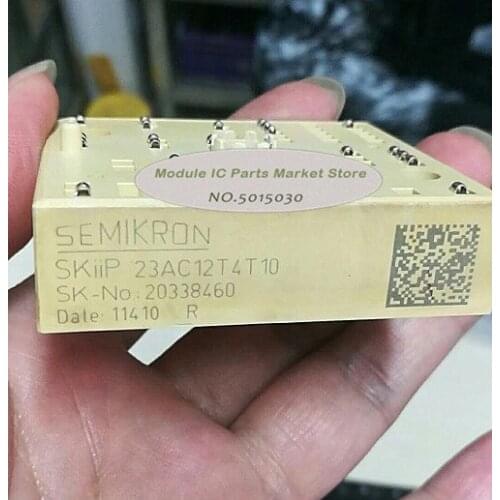 Module IC Parts Market Store
NO.5015030
SEMIKRON
SKiiP 23AC12T4T10
SK-No.:20338460
Date: 11410 R